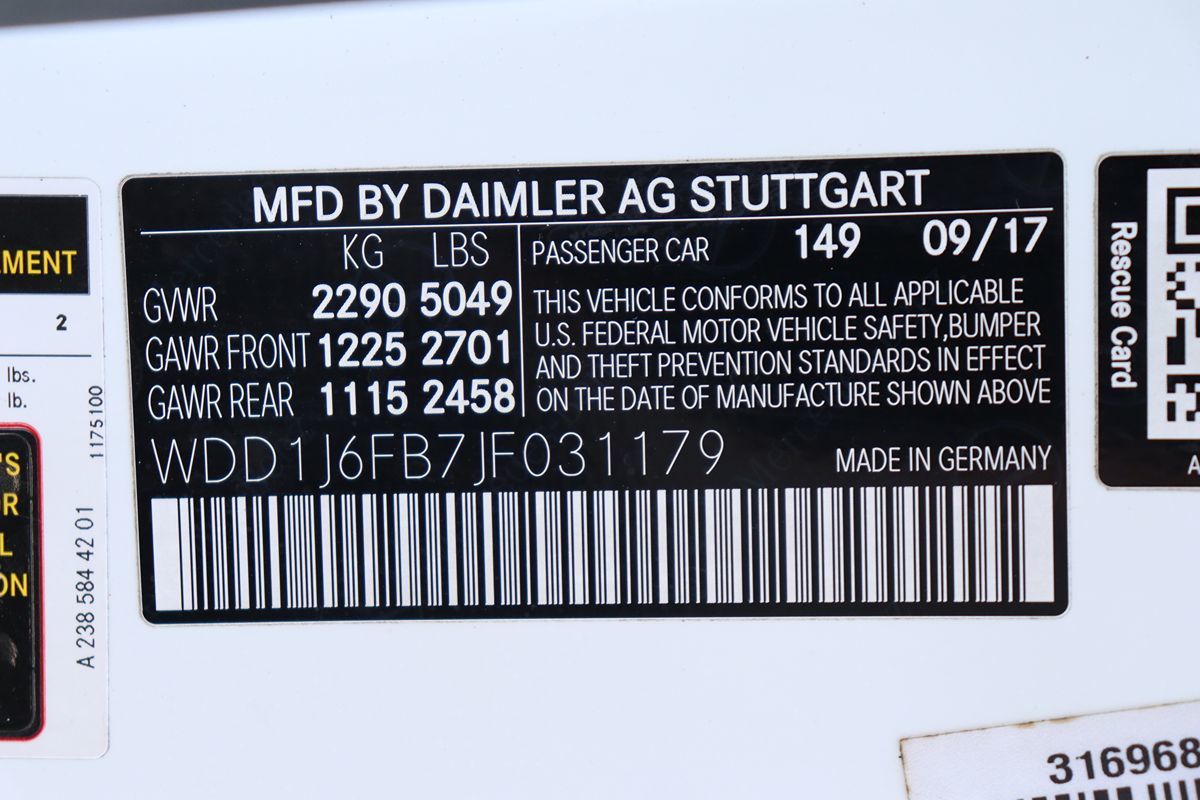 MFD BY DAIMLER AG STUTTGART
KG LBS
GVWR 2290 5049
GAWR FRONT 1225 2701
GAWR REAR 1115 2458
PASSENGER CAR 149 09/17
THIS VEHICLE CONFORMS TO ALL APPLICABLE
U.S. FEDERAL MOTOR VEHICLE SAFETY,BUMPER
AND THEFT PREVENTION STANDARDS IN EFFECT
ON THE DATE OF MANUFACTURE SHOWN ABOVE
WDD1J6FB7JF031179
MADE IN GERMANY
2
lbs.
lb.
1175100
A 238 584 42 01
Rescue Card
316968